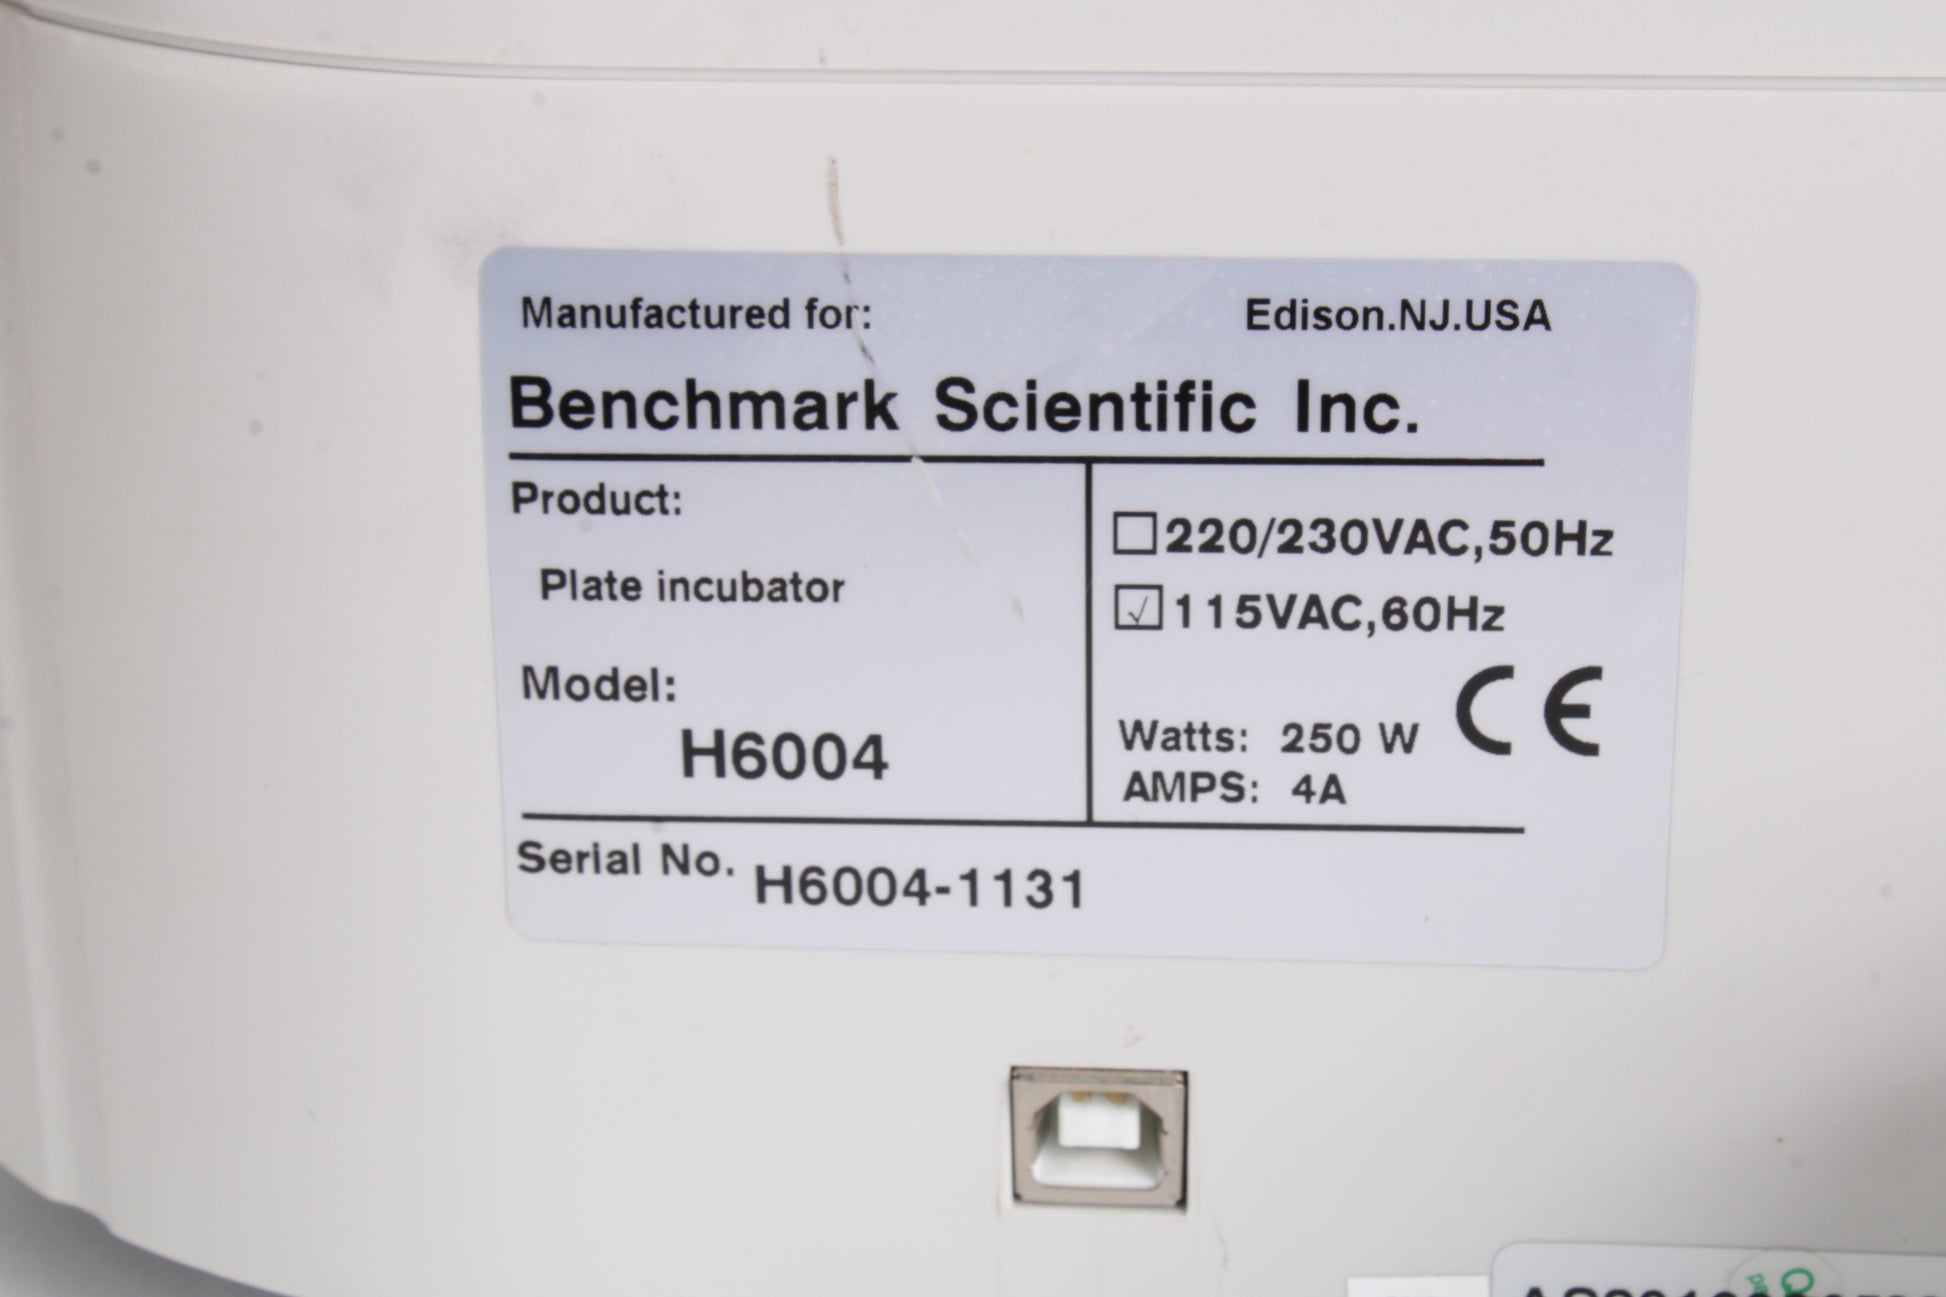 Manufactured for: Edison.NJ.USA
Benchmark Scientific Inc.
Product:
Plate incubator
Model:
H6004
220/230VAC,50Hz
115VAC,60Hz
Watts: 250 W
AMPS: 4A
CE
Serial No. H6004-1131